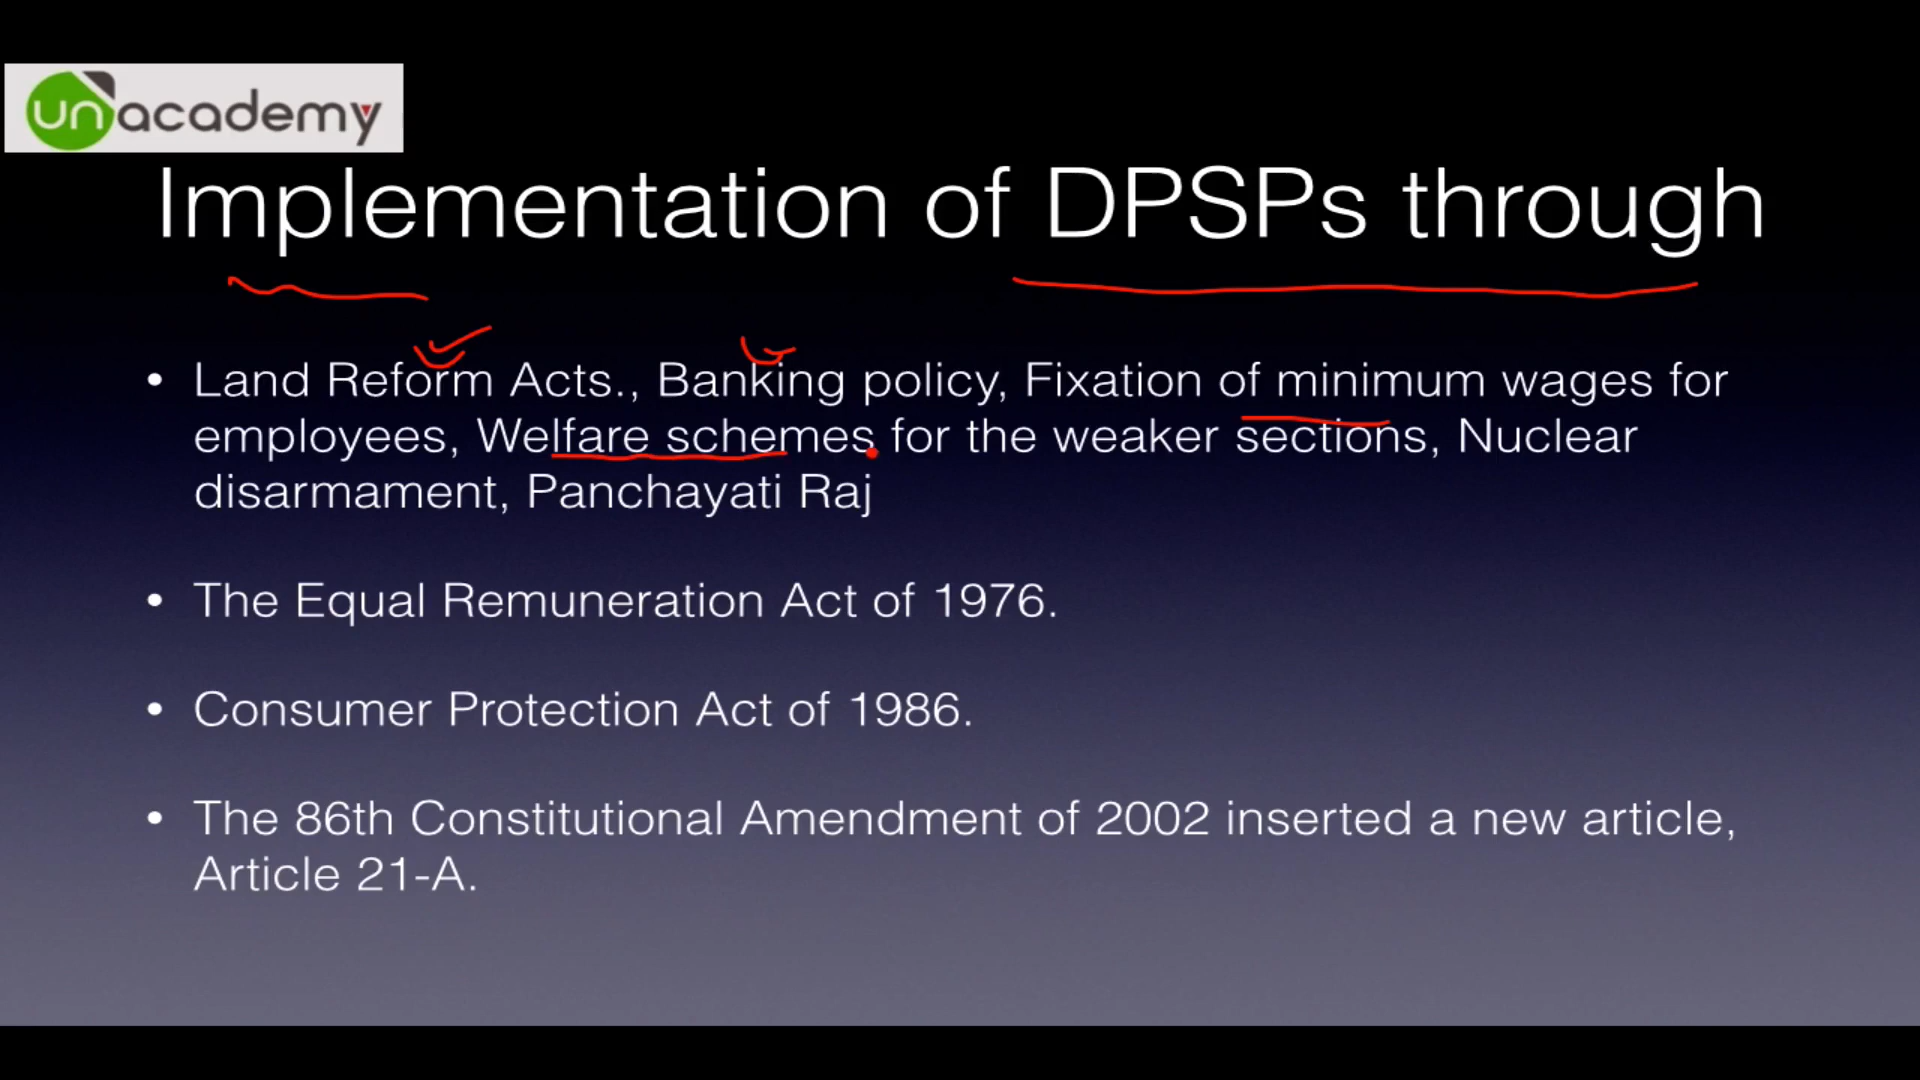 unacademy
Implementation of DPSPs through
• Land Reform Acts., Banking policy, Fixation of minimum wages for
employees, Welfare schemes for the weaker sections, Nuclear
disarmament, Panchayati Raj
• The Equal Remuneration Act of 1976.
• Consumer Protection Act of 1986.
• The 86th Constitutional Amendment of 2002 inserted a new article,
Article 21-A.